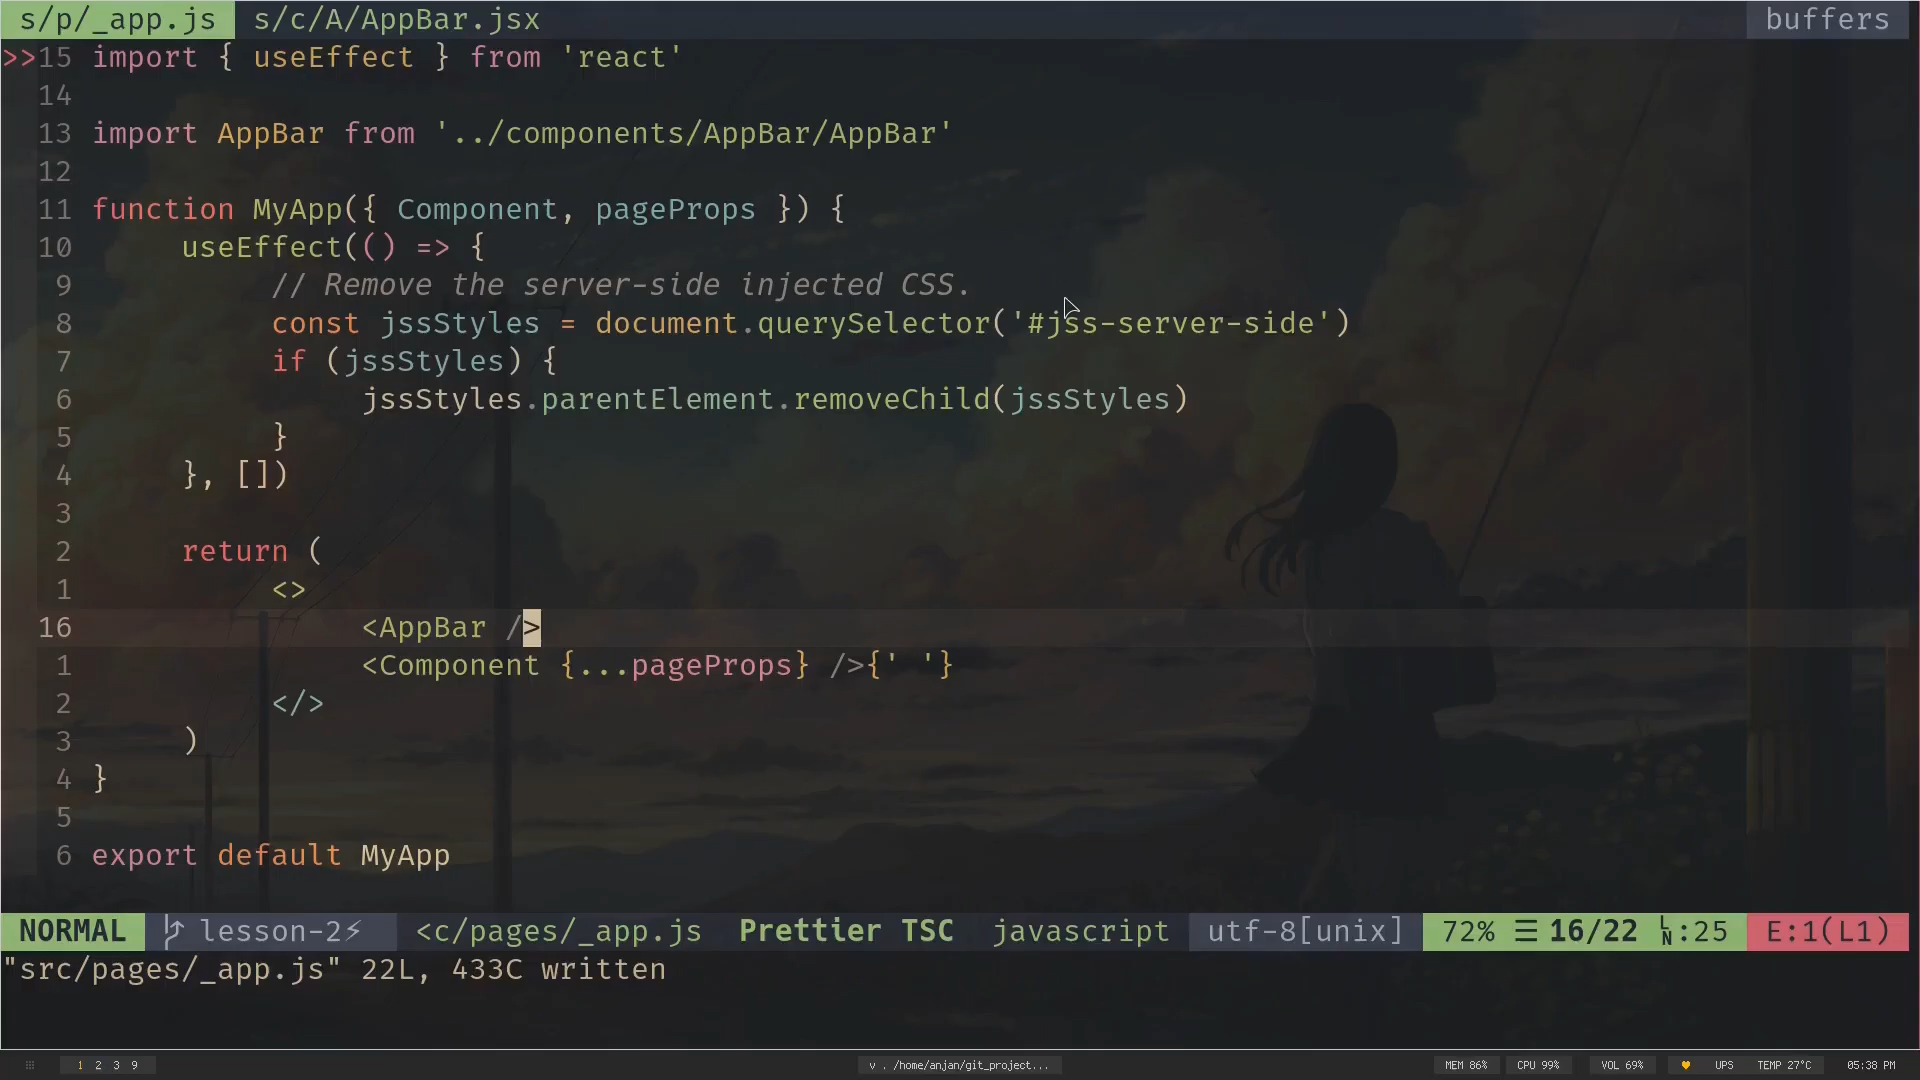 s/p/_app.js s/c/A/AppBar.jsx buffers
>>15 import { useEffect } from 'react'
14
13 import AppBar from '../components/AppBar/AppBar'
12
11 function MyApp({ Component, pageProps }) {
10 useEffect(() => {
9 // Remove the server-side injected CSS.
8 const jssStyles = document.querySelector('#jss-server-side')
7 if (jssStyles) {
6 jssStyles.parentElement.removeChild(jssStyles)
5 }
4 }, [])
3
2 return (
1 <>
16 <AppBar />
1 <Component {...pageProps} />{' '}
2 </>
3 )
4 }
5
6 export default MyApp
NORMAL lesson-2⚡ <c/pages/_app.js Prettier TSC javascript utf-8[unix] 72% ☰ 16/22 LN:25 E:1(L1)
"src/pages/_app.js" 22L, 433C written
1 2 3 9 v . /home/anjan/git_project... MEM 86% CPU 99% VOL 69% UPS TEMP 27°C 05:38 PM